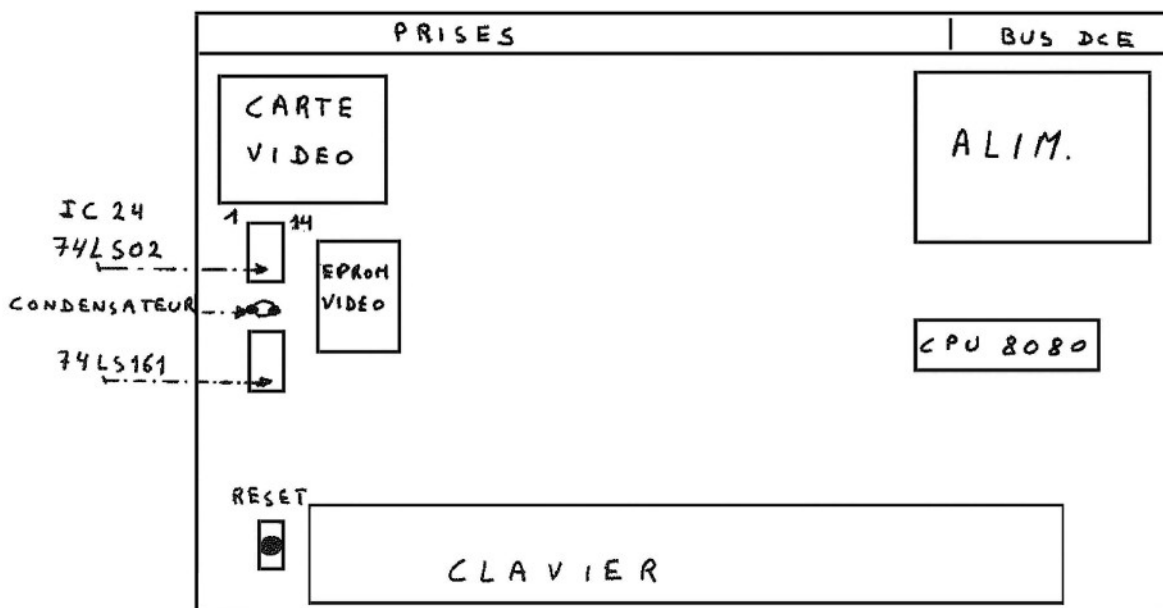 PRISES
BUS DCE
CARTE
VIDEO
ALIM.
IC 24
74LS02
1
14
EPROM
VIDEO
CONDENSATEUR
74LS161
CPU 8080
RESET
CLAVIER